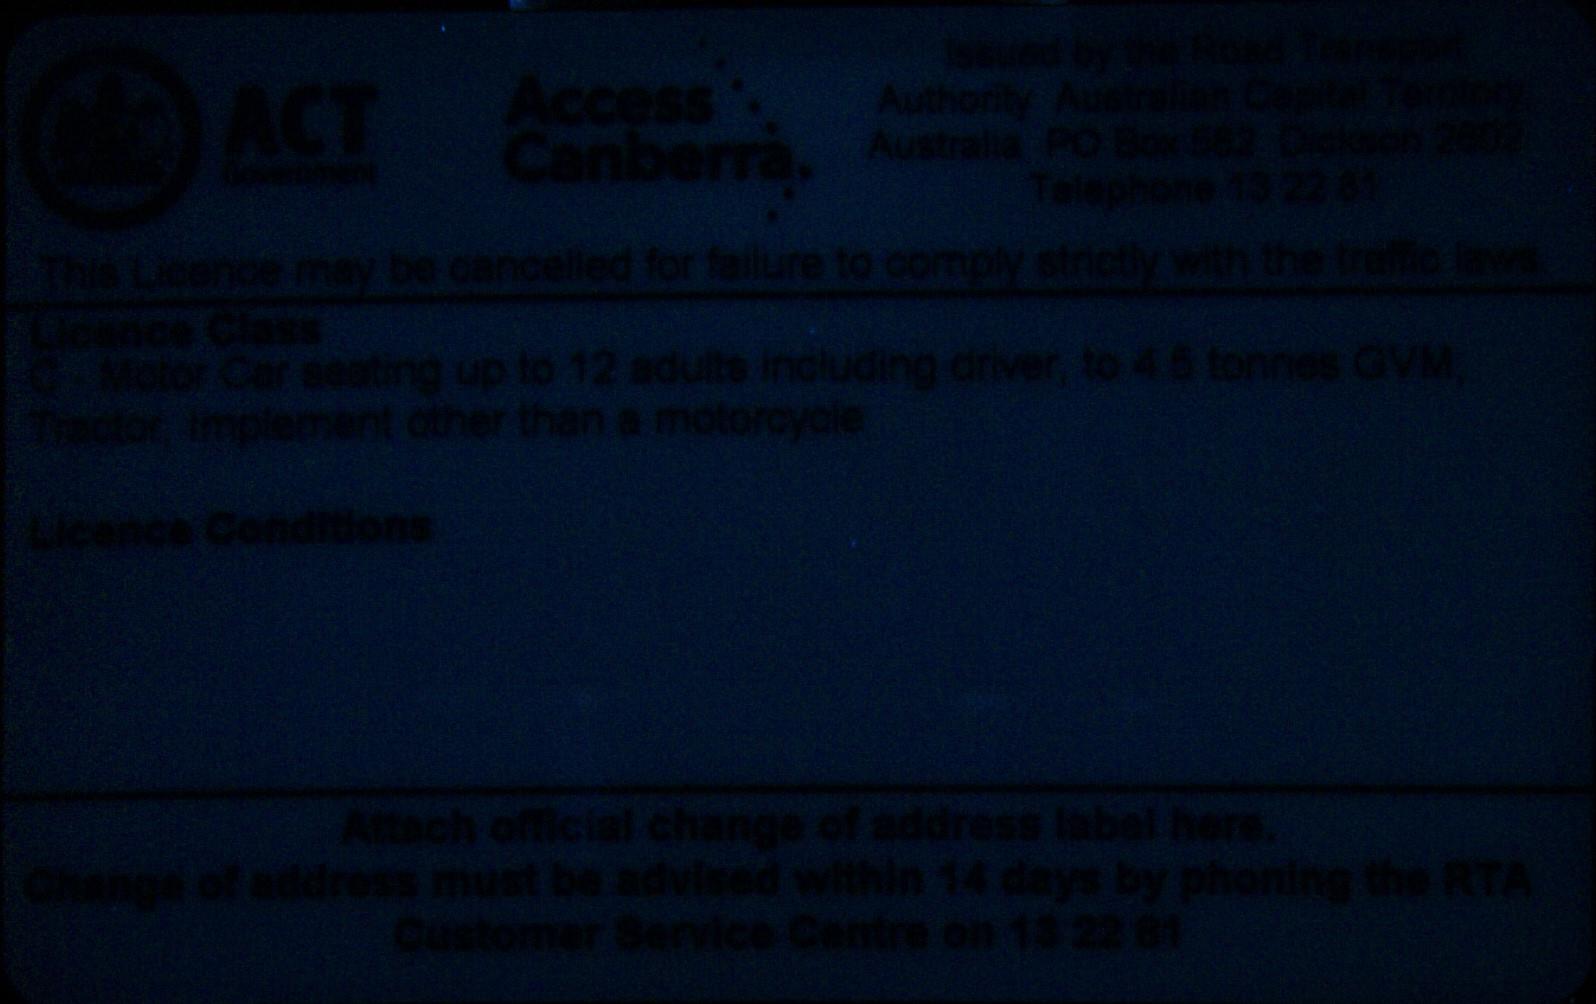 ACT
Government
Access
Canberra.
Issued by the Road Transport
Authority Australian Capital Territory,
Australia PO Box 582 Dickson 2602
Telephone 13 22 81
This Licence may be cancelled for failure to comply strictly with the traffic laws.
Licence Class
C - Motor Car seating up to 12 adults including driver, to 4.5 tonnes GVM,
Tractor, Implement other than a motorcycle
Licence Conditions
Attach official change of address label here.
Change of address must be advised within 14 days by phoning the RTA
Customer Service Centre on 13 22 81